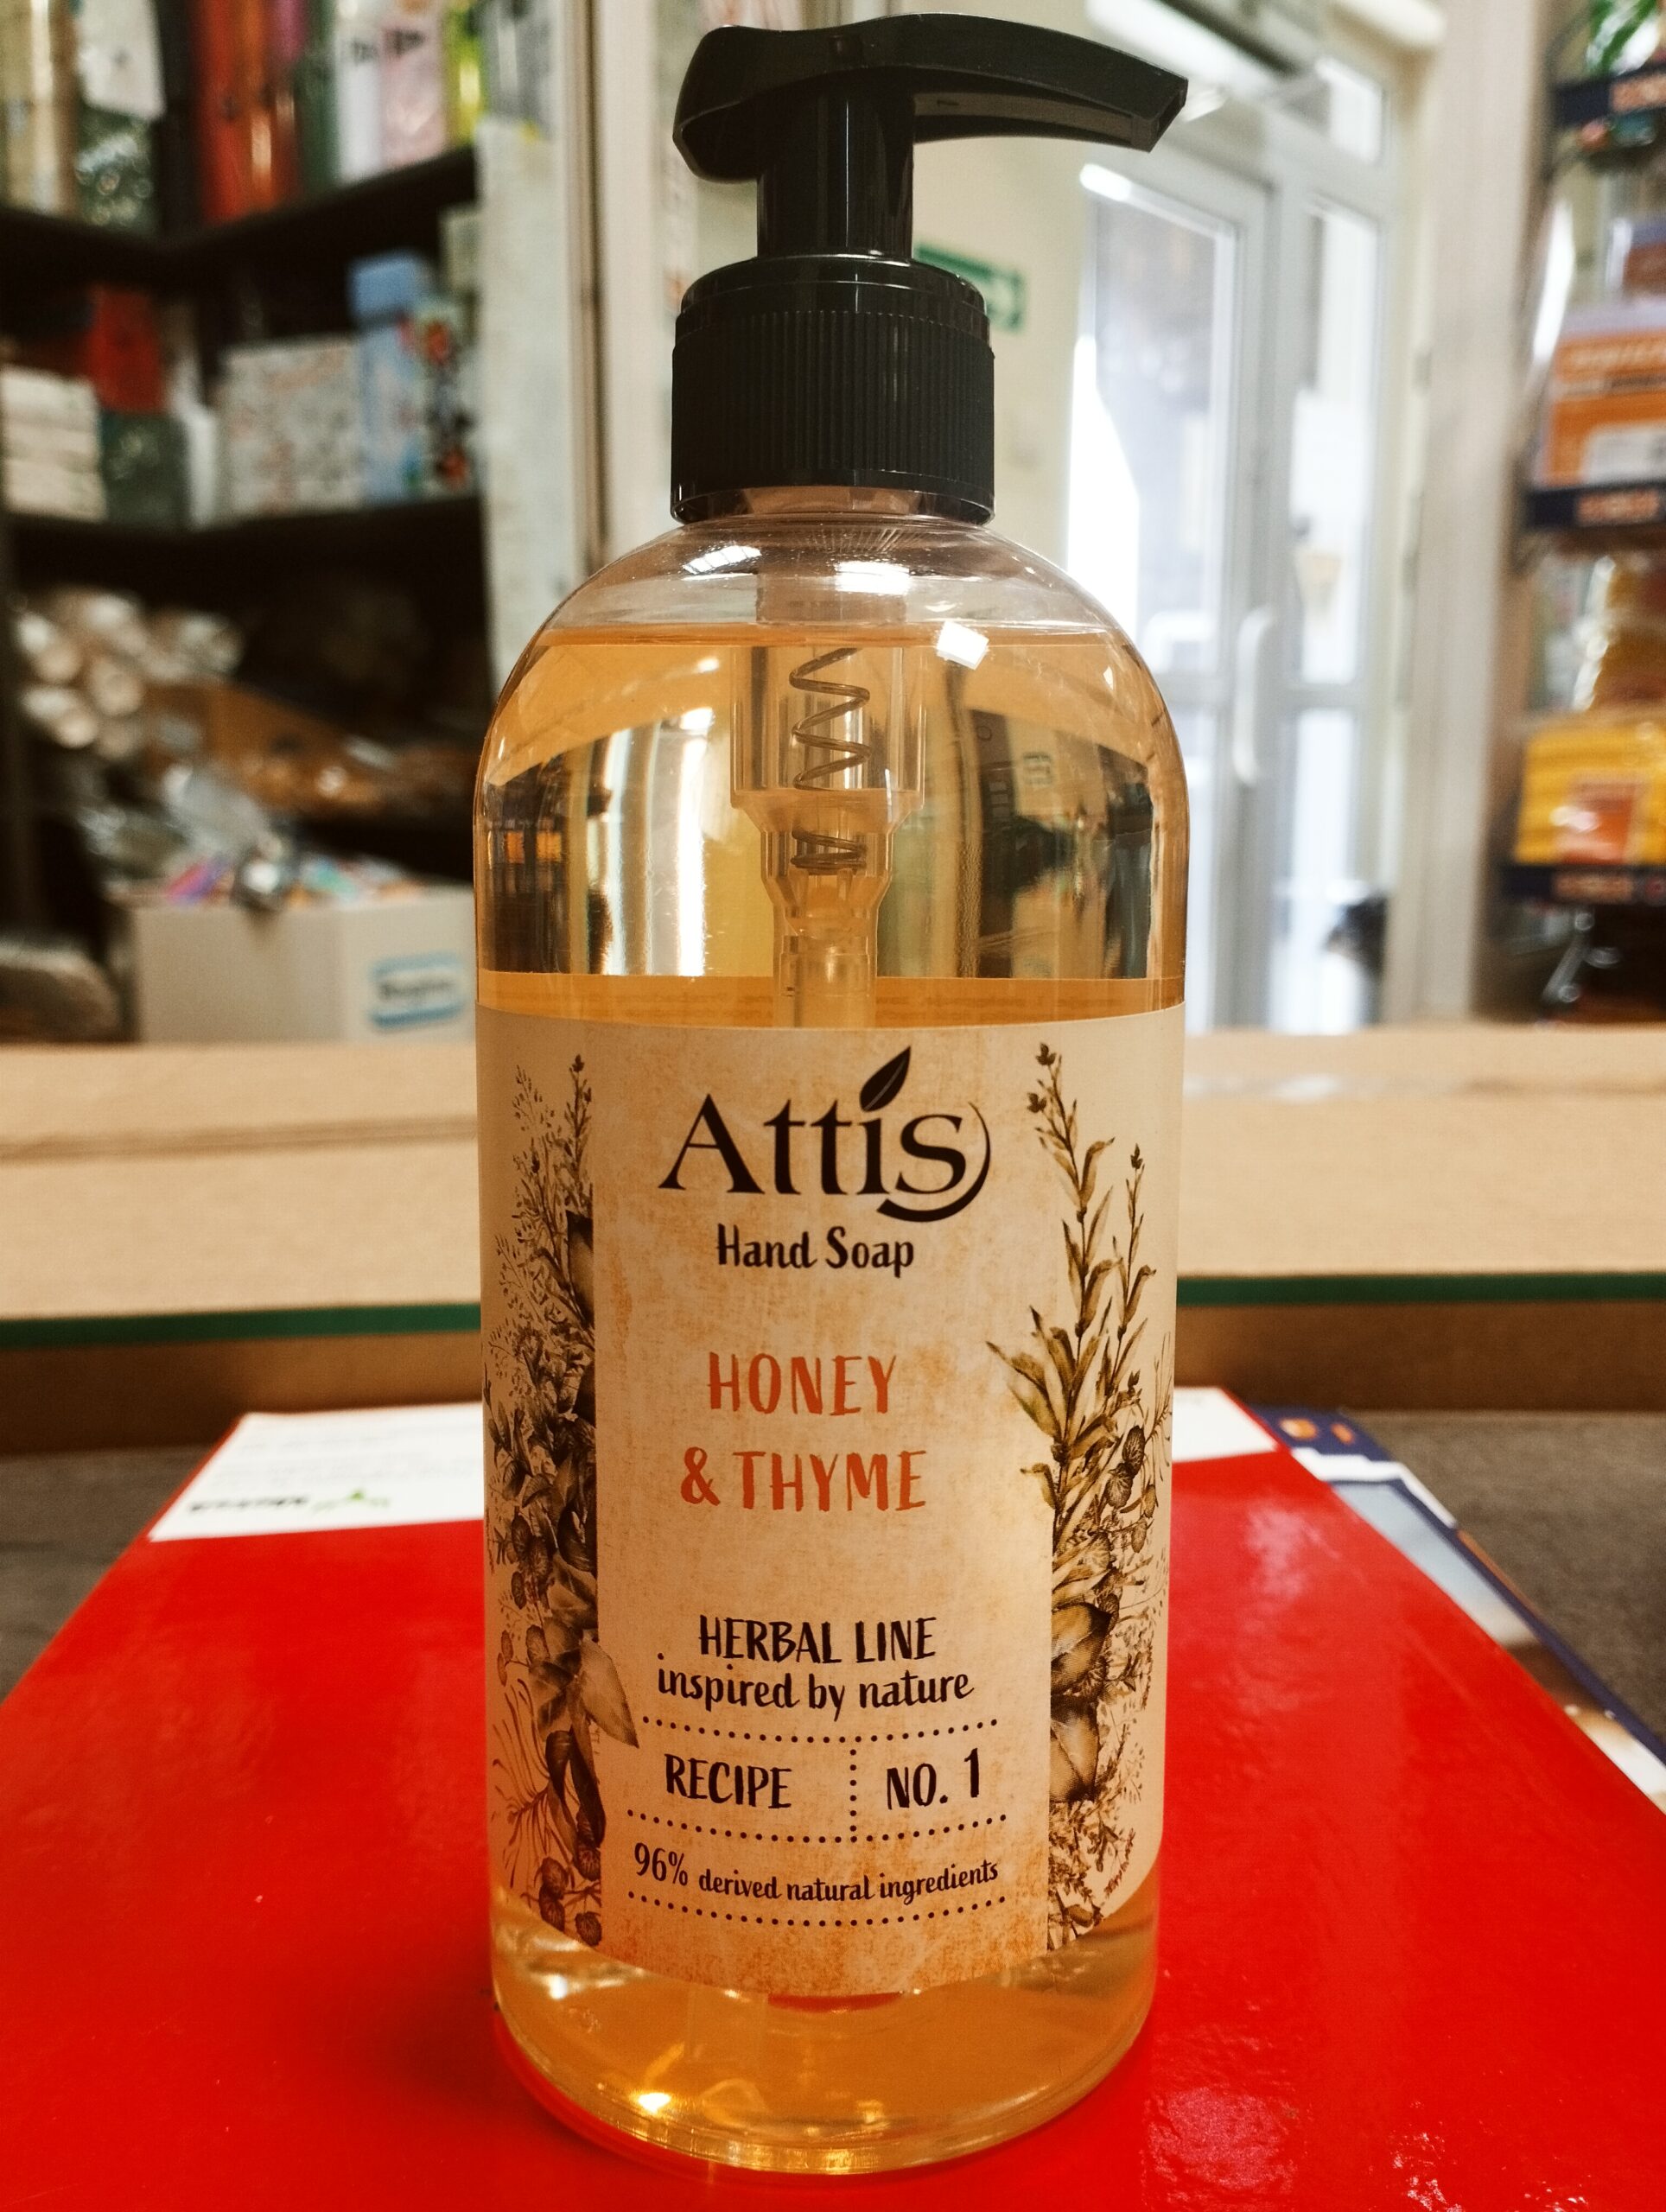 Attis
Hand Soap
HONEY
& THYME
HERBAL LINE
inspired by nature
RECIPE NO. 1
96% derived natural ingredients